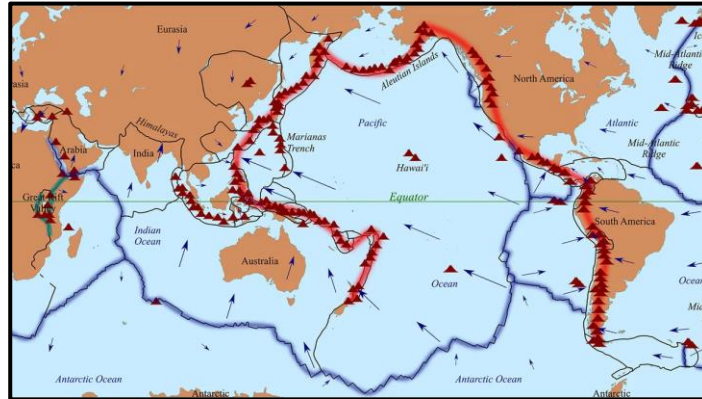 Eurasia
Aleutian Islands
North America
Mid-Atlantic
Ridge
Himalayas
Arabia
India
Marianas
Trench
Pacific
Atlantic
Mid-Atlantic
Ridge
Hawai'i
Great Rift
Valley
Equator
South America
Indian
Ocean
Australia
Ocean
Antarctic Ocean
Antarctic
Antarctic Ocean
Antarctic